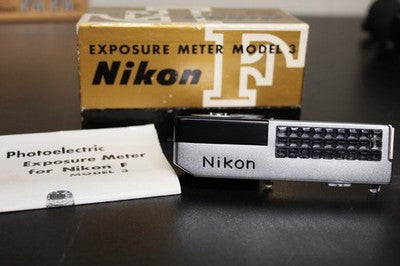 EXPOSURE METER MODEL 3
Nikon F
Photoelectric
Exposure Meter
for Nikon F
MODEL 3
Nikon